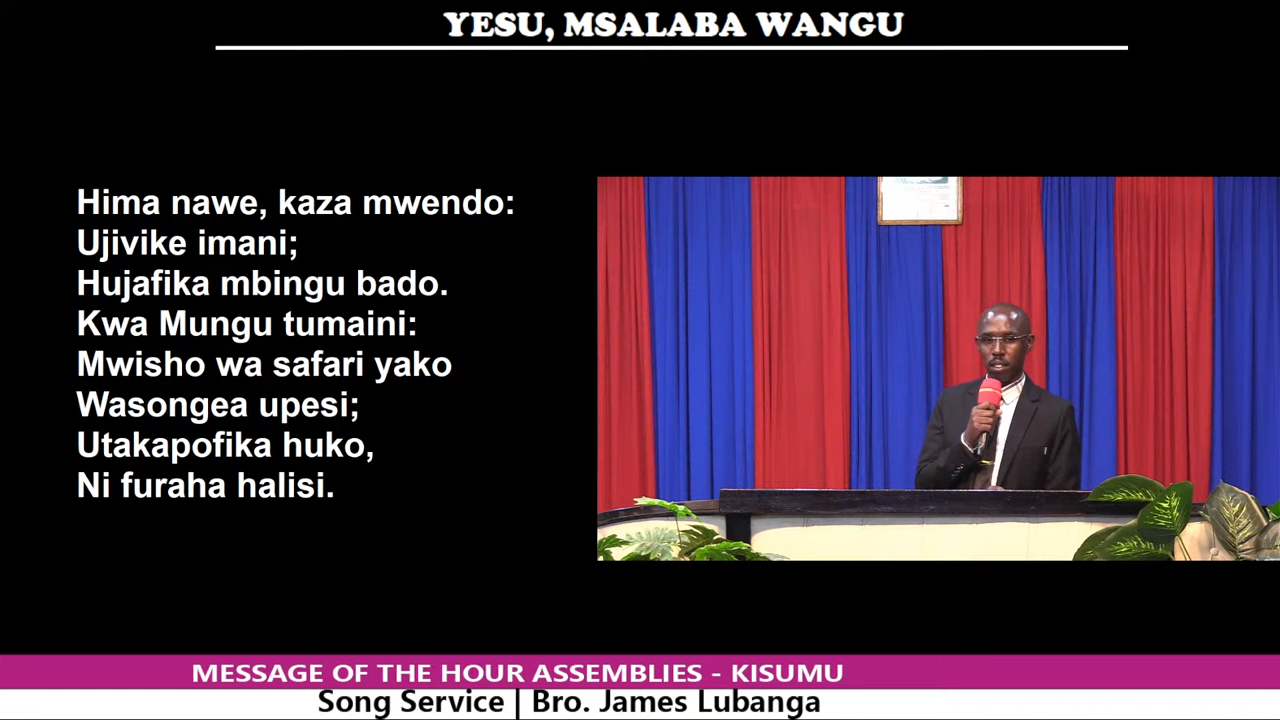 YESU, MSALABA WANGU
Hima nawe, kaza mwendo:
Ujivike imani;
Hujafika mbingu bado.
Kwa Mungu tumaini:
Mwisho wa safari yako
Wasongea upesi;
Utakapofika huko,
Ni furaha halisi.
MESSAGE OF THE HOUR ASSEMBLIES - KISUMU
Song Service | Bro. James Lubanga